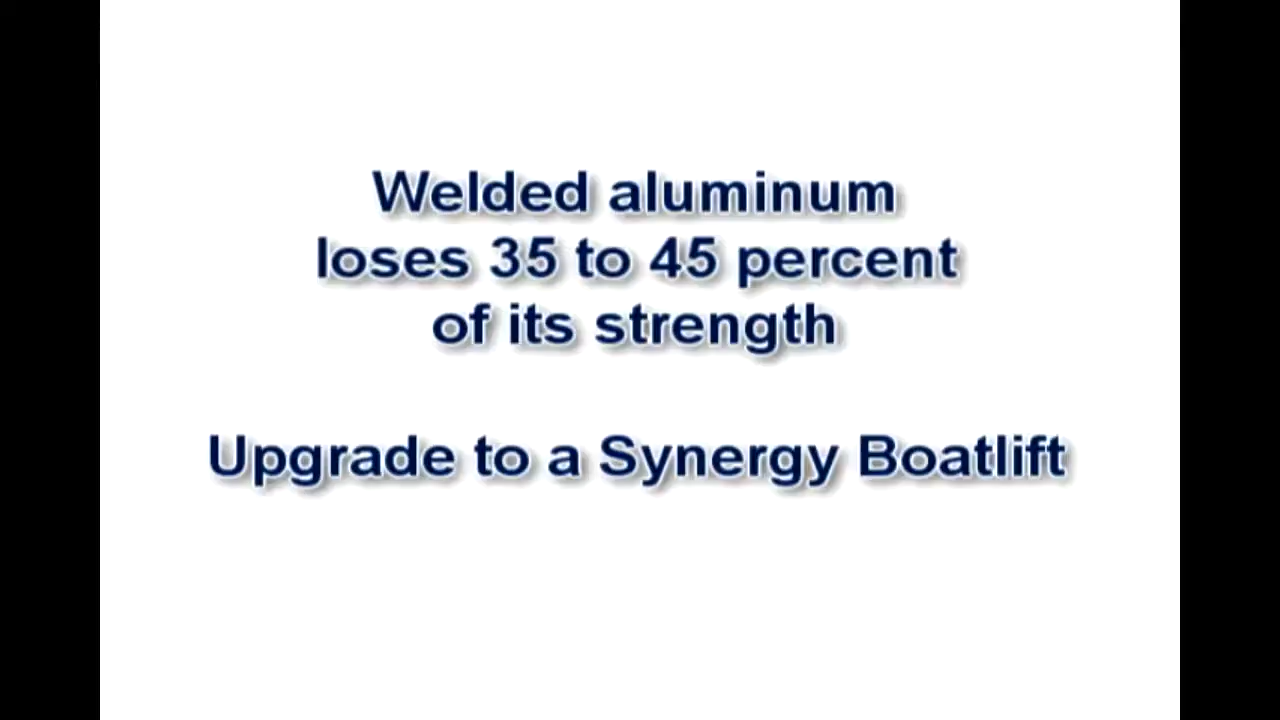 Welded aluminum
loses 35 to 45 percent
of its strength
Upgrade to a Synergy Boatlift